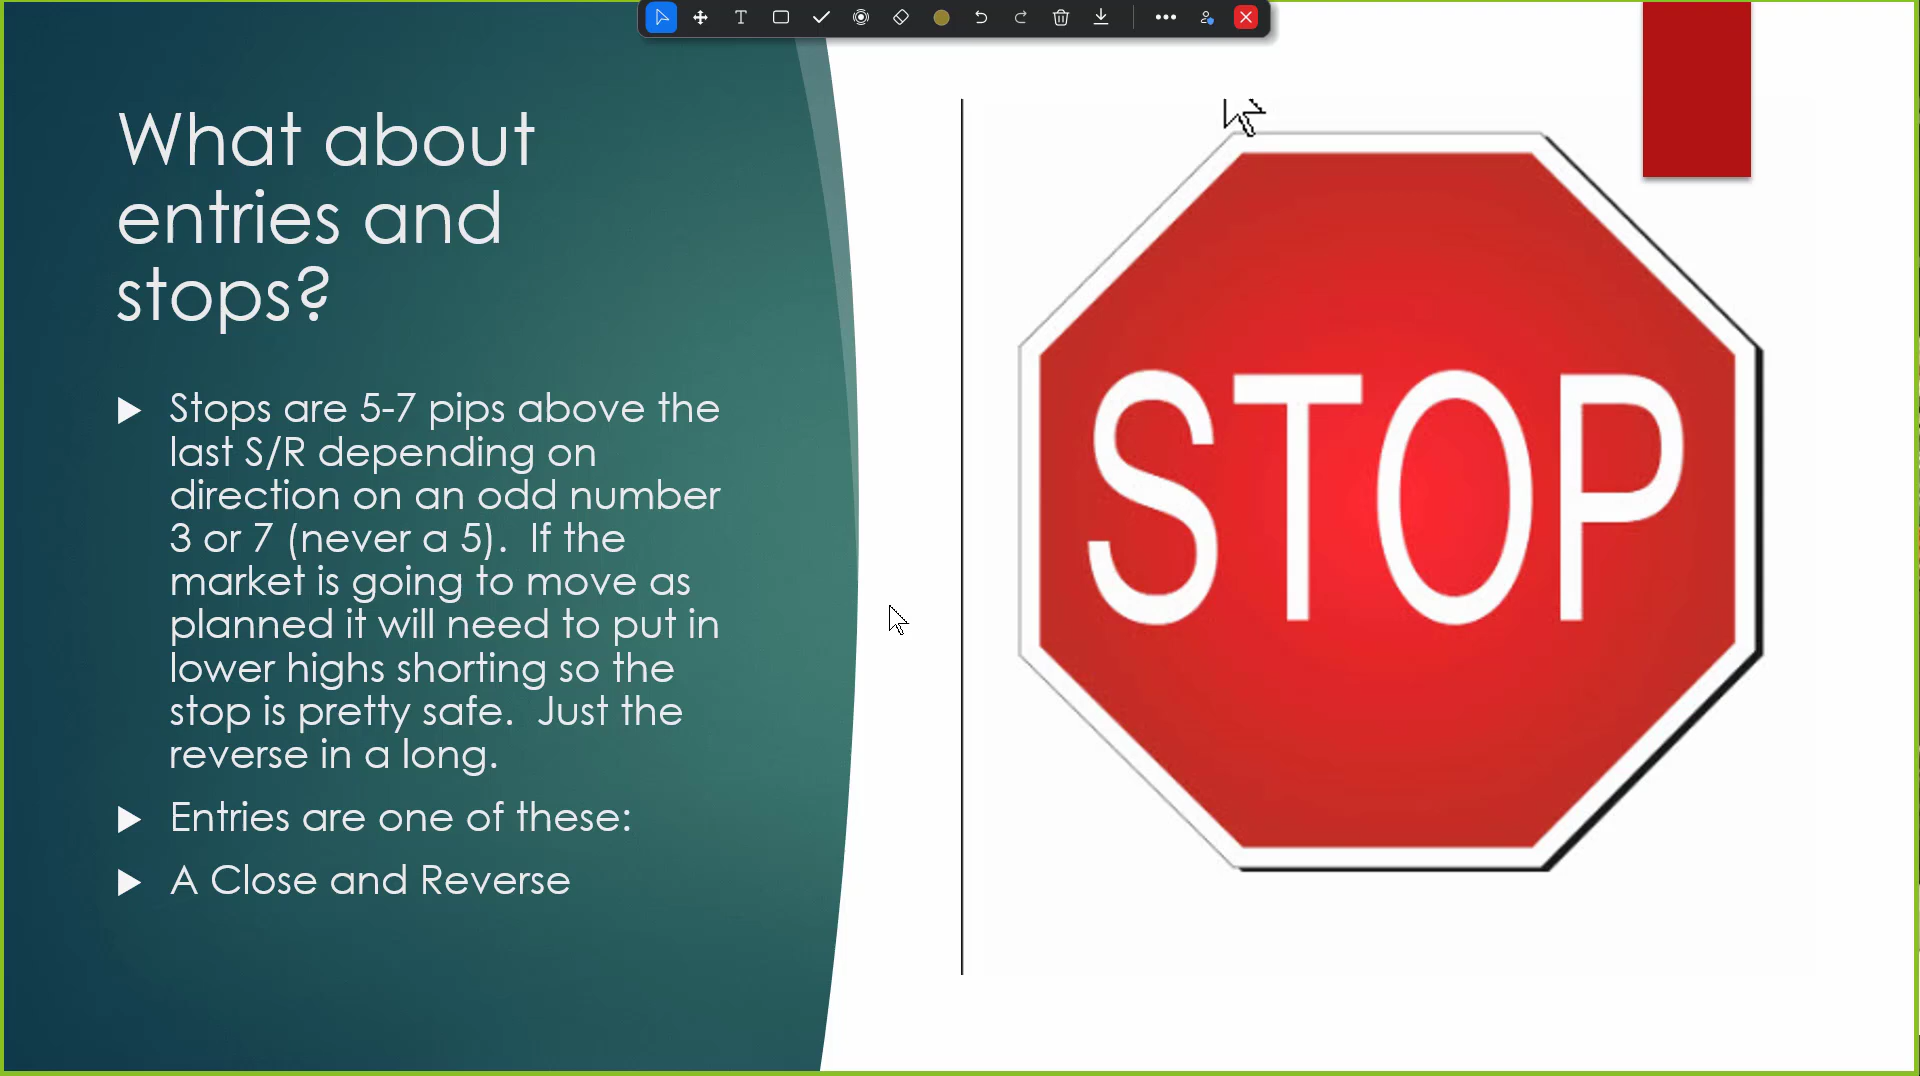 What about
entries and
stops?
Stops are 5-7 pips above the
last S/R depending on
direction on an odd number
3 or 7 (never a 5).  If the
market is going to move as
planned it will need to put in
lower highs shorting so the
stop is pretty safe.  Just the
reverse in a long.
Entries are one of these:
A Close and Reverse
STOP